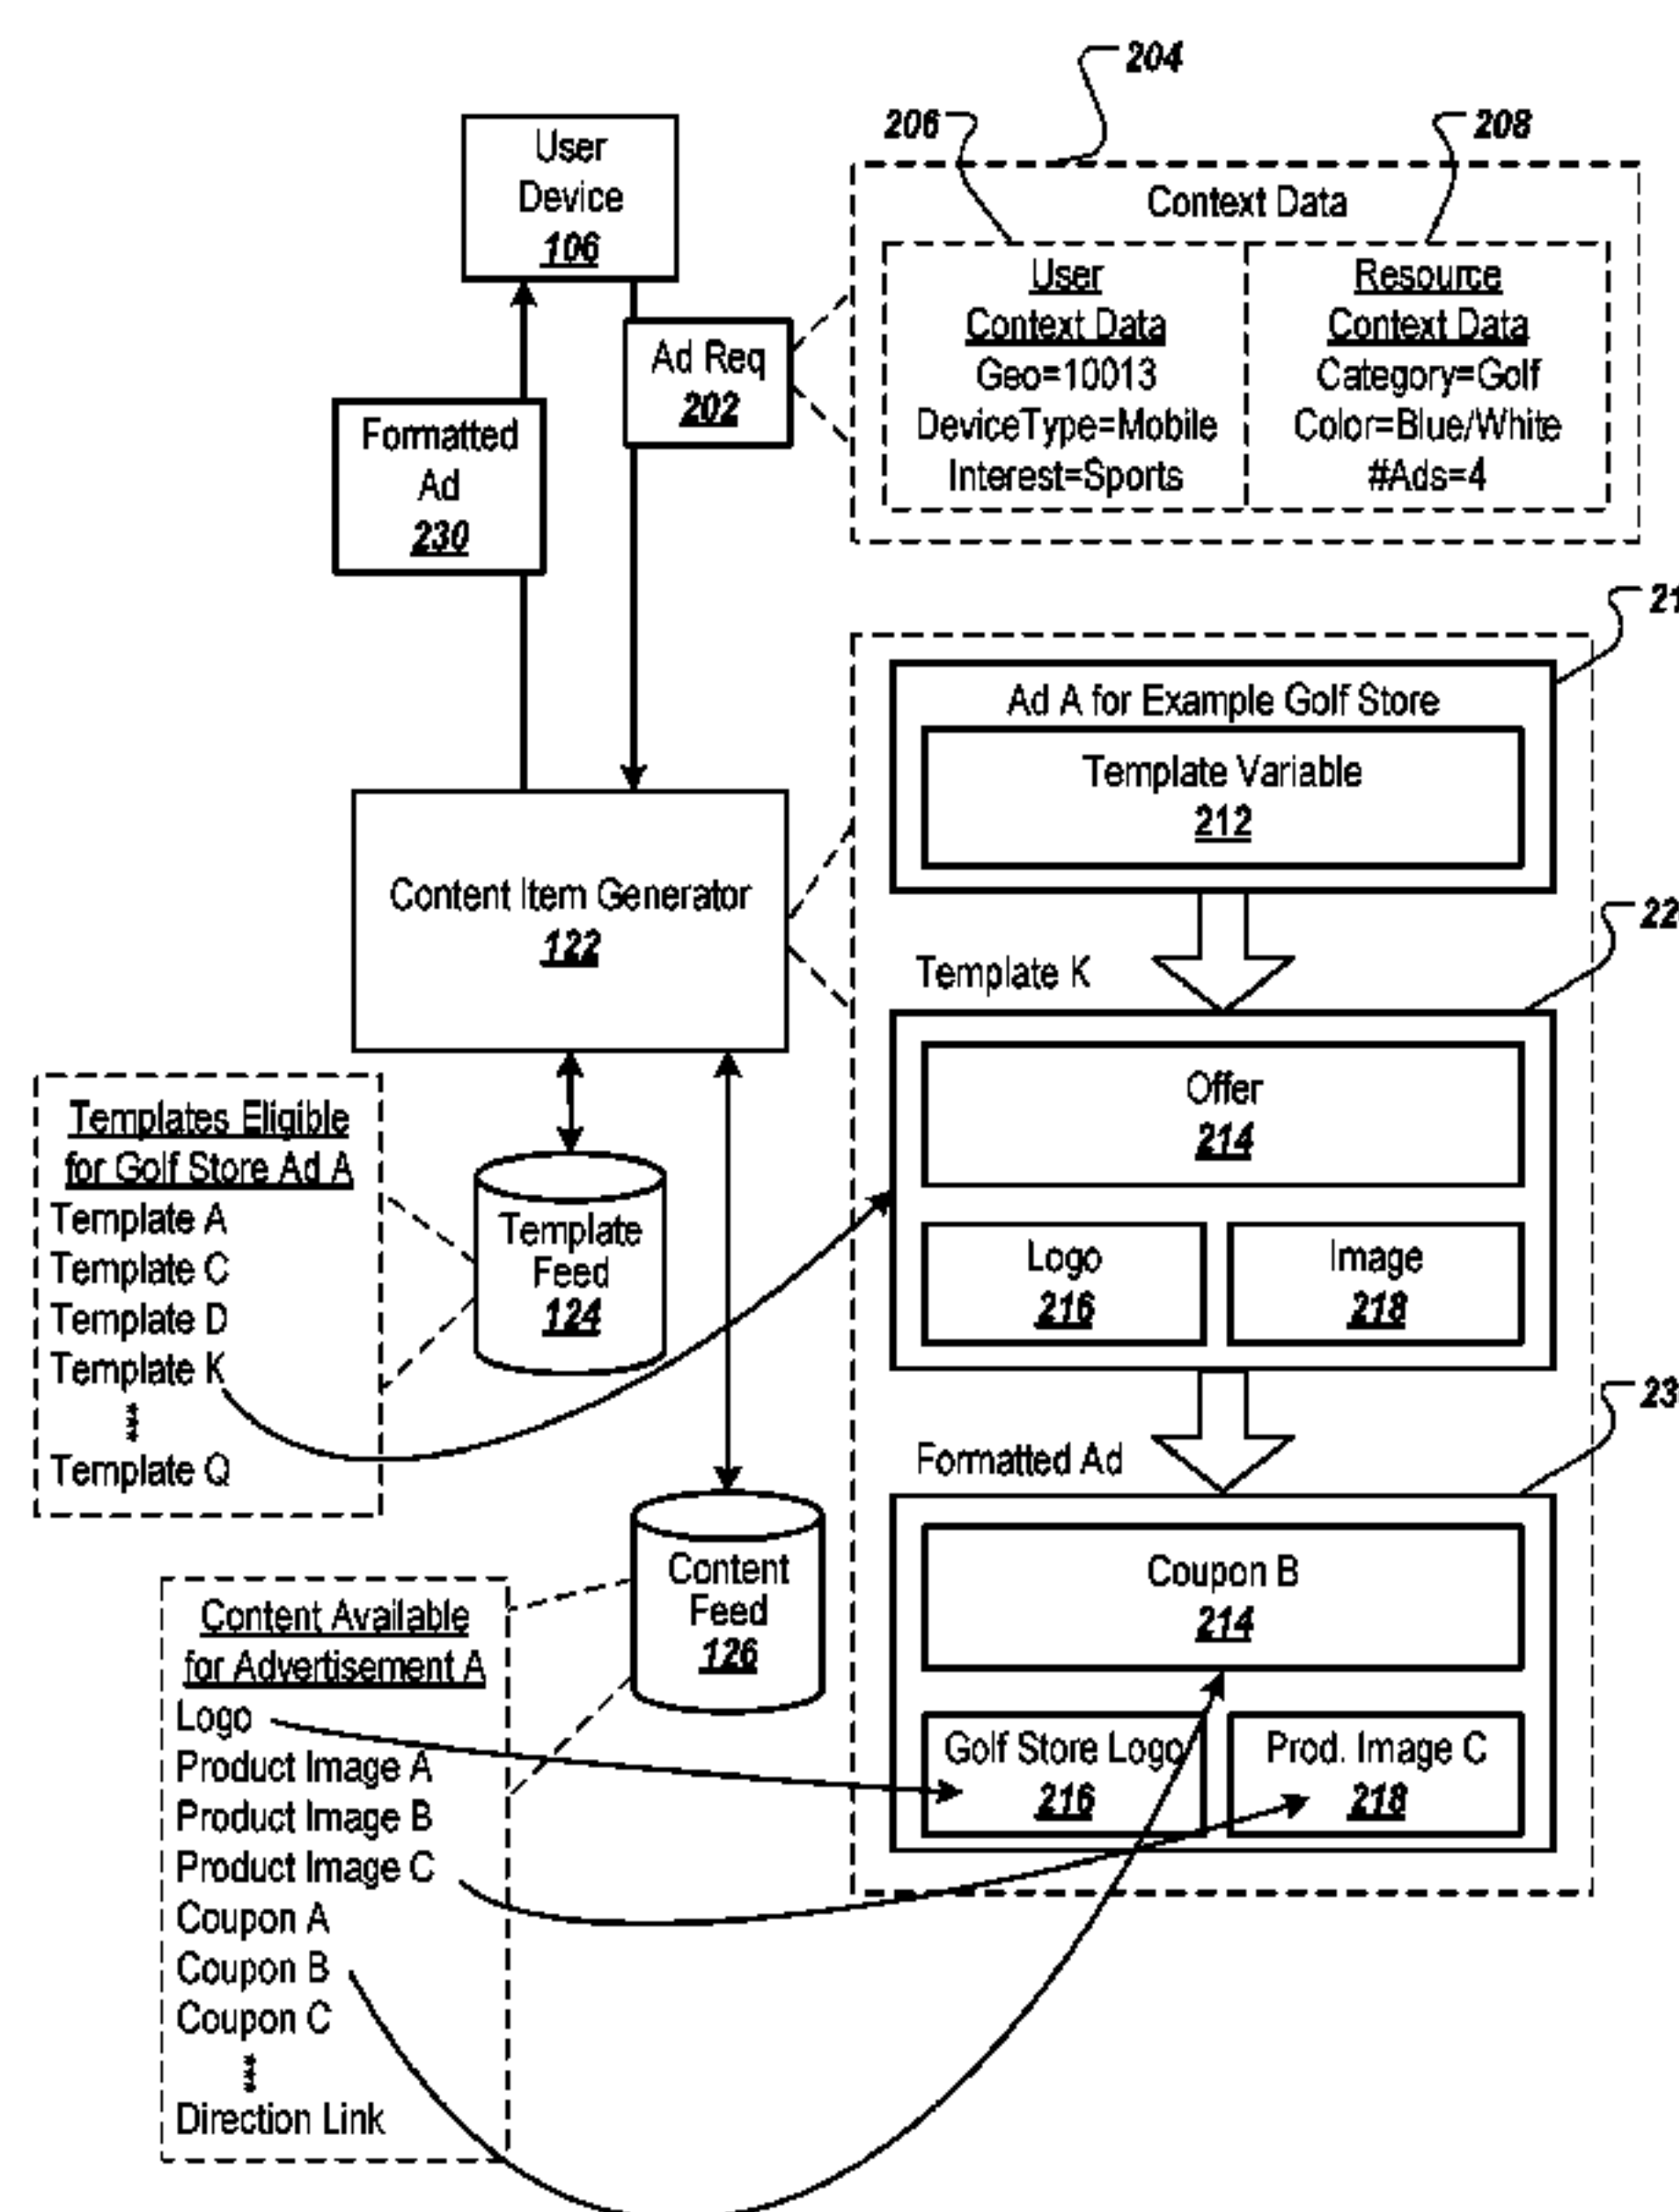 204
206
208
User
Device
106
Context Data
User
Context Data
Geo=10013
DeviceType=Mobile
Interest=Sports
Resource
Context Data
Category=Golf
Color=Blue/White
#Ads=4
Ad Req
202
Formatted
Ad
230
21
Ad A for Example Golf Store
Template Variable
212
Content Item Generator
122
22
Template K
Offer
214
Logo
216
Image
218
Templates Eligible
for Golf Store Ad A
Template A
Template C
Template D
Template K
***
Template Q
Template
Feed
124
23
Formatted Ad
Coupon B
214
Golf Store Logo
216
Prod. Image C
218
Content
Feed
126
Content Available
for Advertisement A
Logo
Product Image A
Product Image B
Product Image C
Coupon A
Coupon B
Coupon C
***
Direction Link